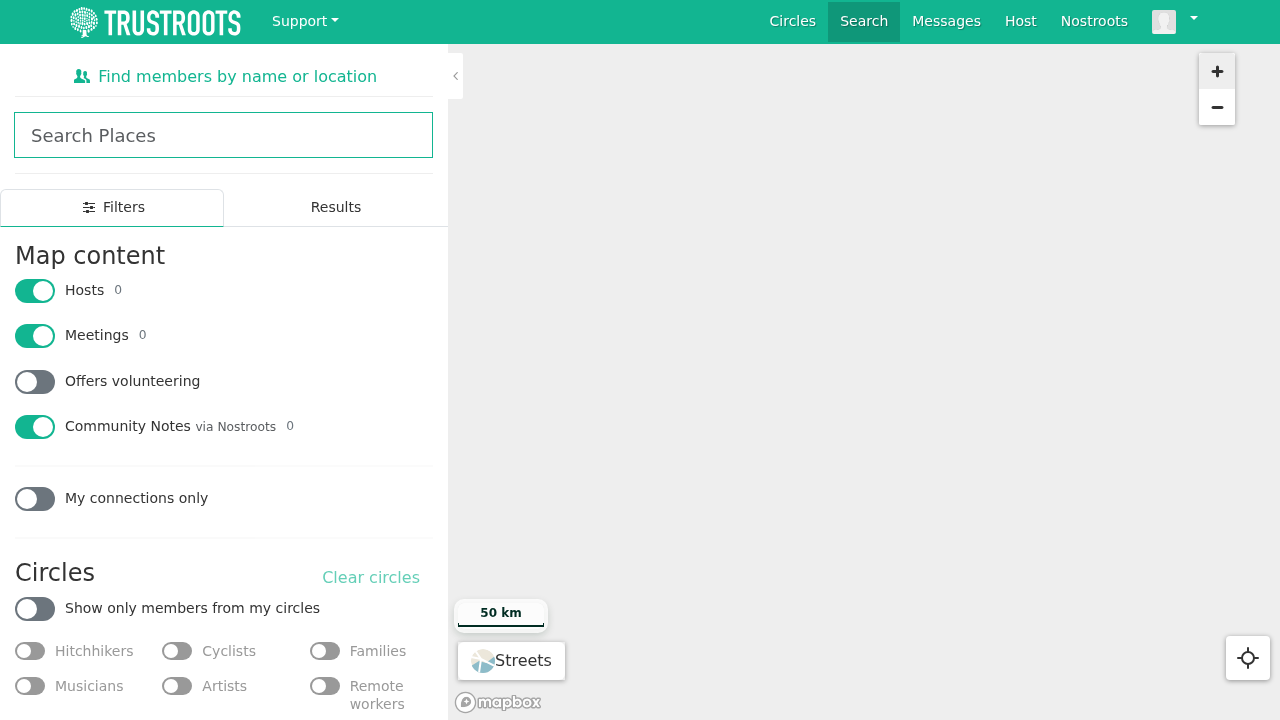 TRUSTROOTS
Support
Circles
Search
Messages
Host
Nostroots
Find members by name or location
Search Places
Filters
Results
Map content
Hosts 0
Meetings 0
Offers volunteering
Community Notes via Nostroots 0
My connections only
Circles
Clear circles
Show only members from my circles
Hitchhikers
Cyclists
Families
Musicians
Artists
Remote
workers
50 km
Streets
mapbox